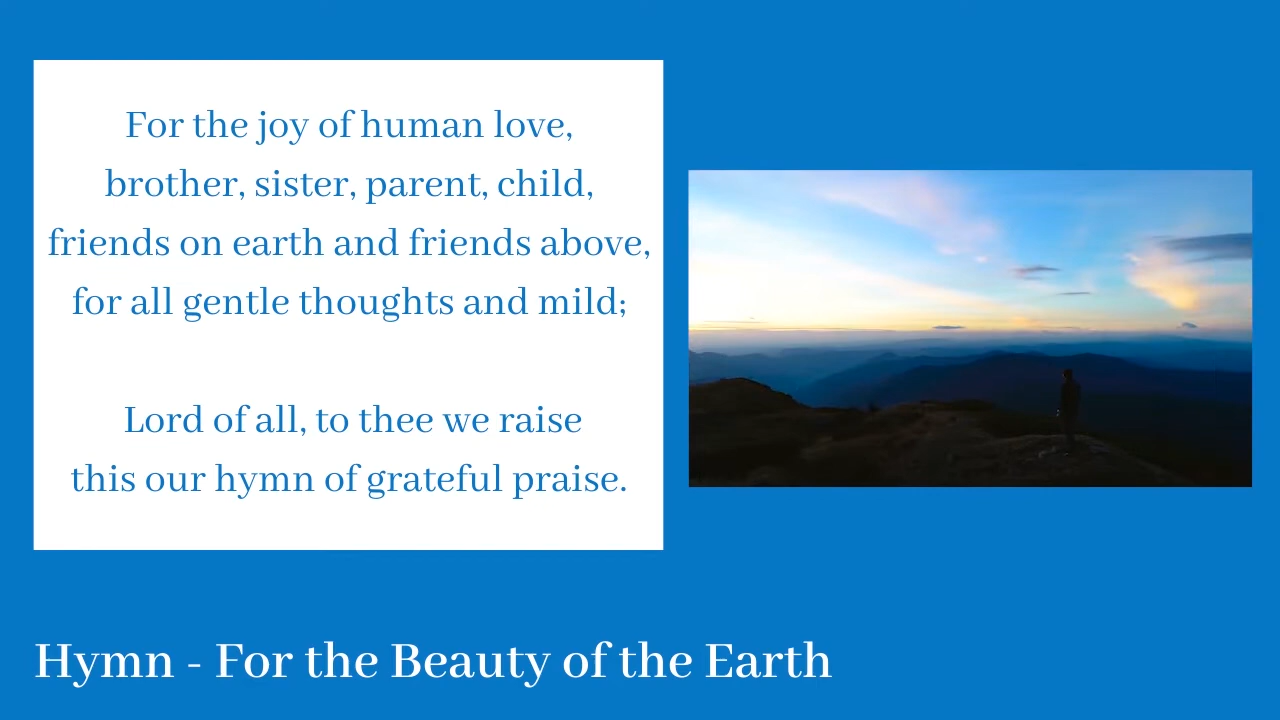 For the joy of human love,
brother, sister, parent, child,
friends on earth and friends above,
for all gentle thoughts and mild;
Lord of all, to thee we raise
this our hymn of grateful praise.
Hymn - For the Beauty of the Earth